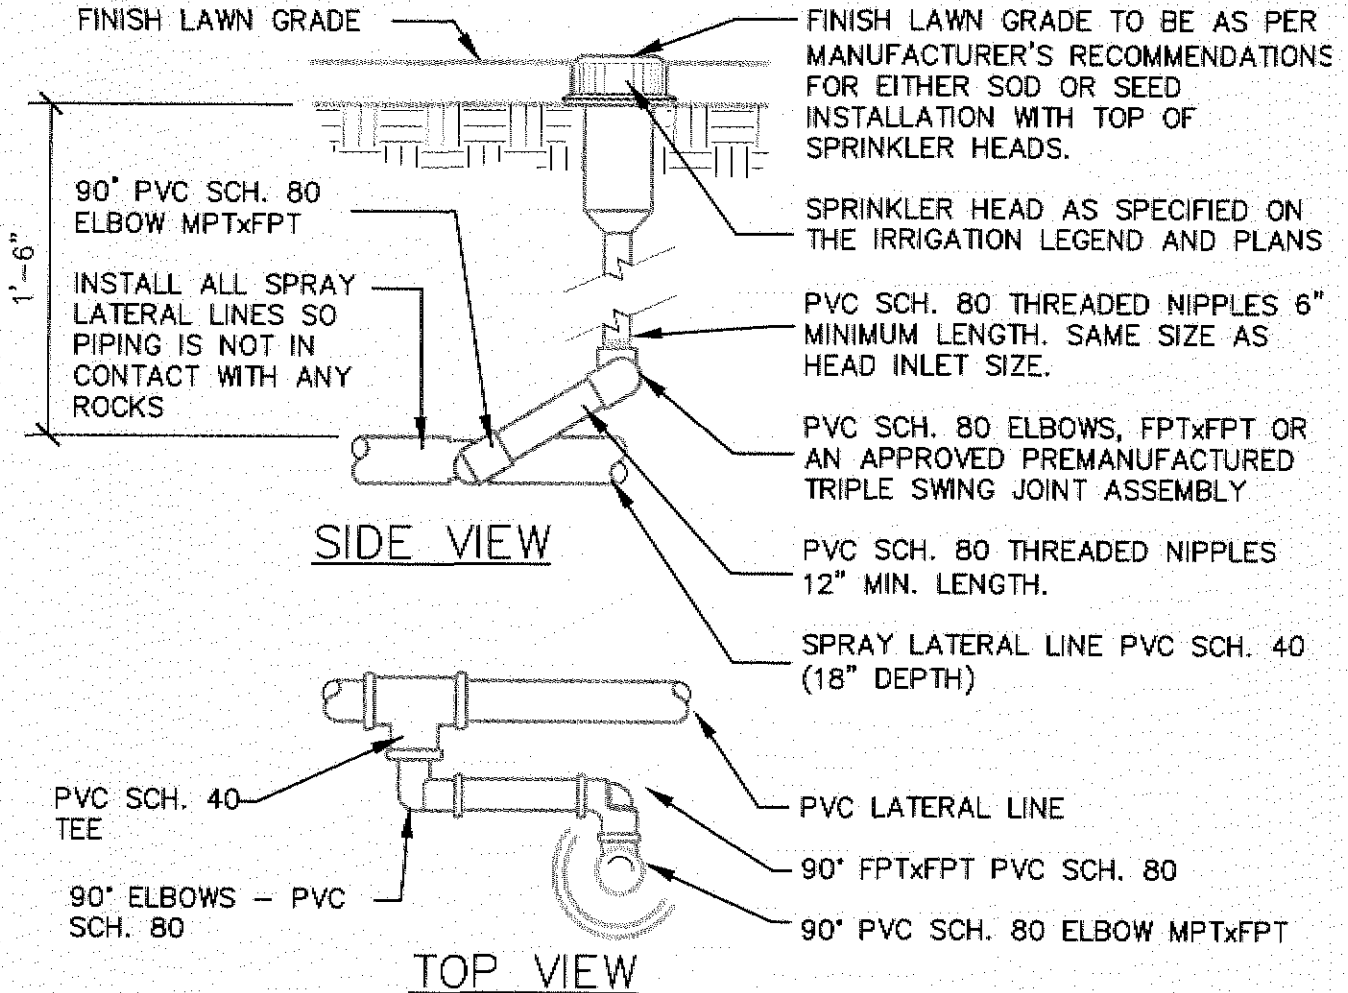 FINISH LAWN GRADE
FINISH LAWN GRADE TO BE AS PER
MANUFACTURER'S RECOMMENDATIONS
FOR EITHER SOD OR SEED
INSTALLATION WITH TOP OF
SPRINKLER HEADS.
90° PVC SCH. 80
ELBOW MPTxFPT
SPRINKLER HEAD AS SPECIFIED ON
THE IRRIGATION LEGEND AND PLANS
1'-6"
INSTALL ALL SPRAY
LATERAL LINES SO
PIPING IS NOT IN
CONTACT WITH ANY
ROCKS
PVC SCH. 80 THREADED NIPPLES 6"
MINIMUM LENGTH. SAME SIZE AS
HEAD INLET SIZE.
PVC SCH. 80 ELBOWS, FPTxFPT OR
AN APPROVED PREMANUFACTURED
TRIPLE SWING JOINT ASSEMBLY
SIDE VIEW
PVC SCH. 80 THREADED NIPPLES
12" MIN. LENGTH.
SPRAY LATERAL LINE PVC SCH. 40
(18" DEPTH)
PVC SCH. 40
TEE
PVC LATERAL LINE
90° FPTxFPT PVC SCH. 80
90° ELBOWS – PVC
SCH. 80
90° PVC SCH. 80 ELBOW MPTxFPT
TOP VIEW